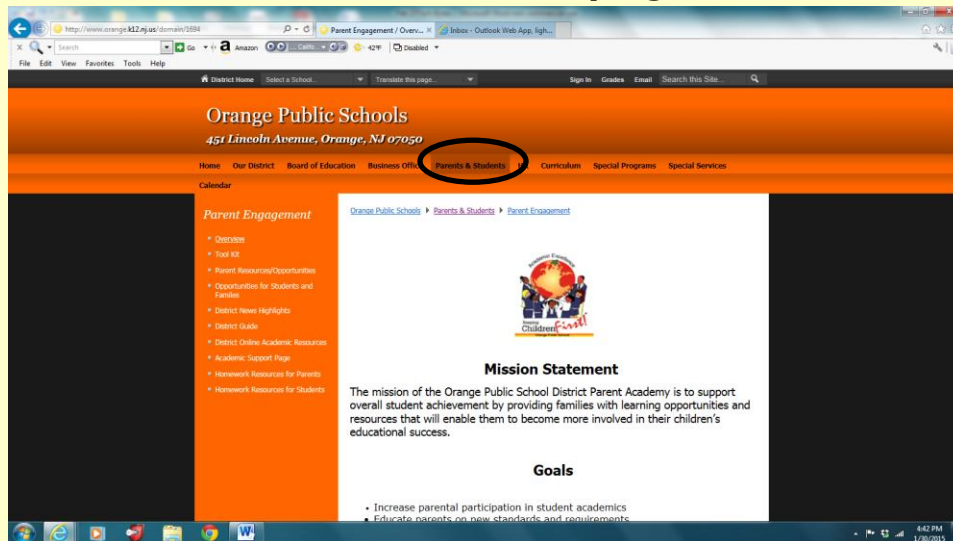 http://www.orange.k12.nj.us/domain/1694
Parent Engagement / Overv...
Inbox - Outlook Web App, ligh...
Search
Go
Amazon
42°F
Disabled
File Edit View Favorites Tools Help
District Home
Select a School...
Translate this page...
Sign In
Grades
Email
Search this Site...
Orange Public Schools
451 Lincoln Avenue, Orange, NJ 07050
Home
Our District
Board of Education
Business Offic
Parents & Students
Curriculum
Special Programs
Special Services
Calendar
Parent Engagement
Overview
Tool Kit
Parent Resources/Opportunities
Opportunities for Students and
Families
District News Highlights
District Guide
District Online Academic Resources
Academic Support Page
Homework Resources for Parents
Homework Resources for Students
Orange Public Schools
Parents & Students
Parent Engagement
Academic Excellence
Children First!
Mission Statement
The mission of the Orange Public School District Parent Academy is to support
overall student achievement by providing families with learning opportunities and
resources that will enable them to become more involved in their children's
educational success.
Goals
• Increase parental participation in student academics
• Educate parents on new standards and requirements
4:42 PM
1/30/2015